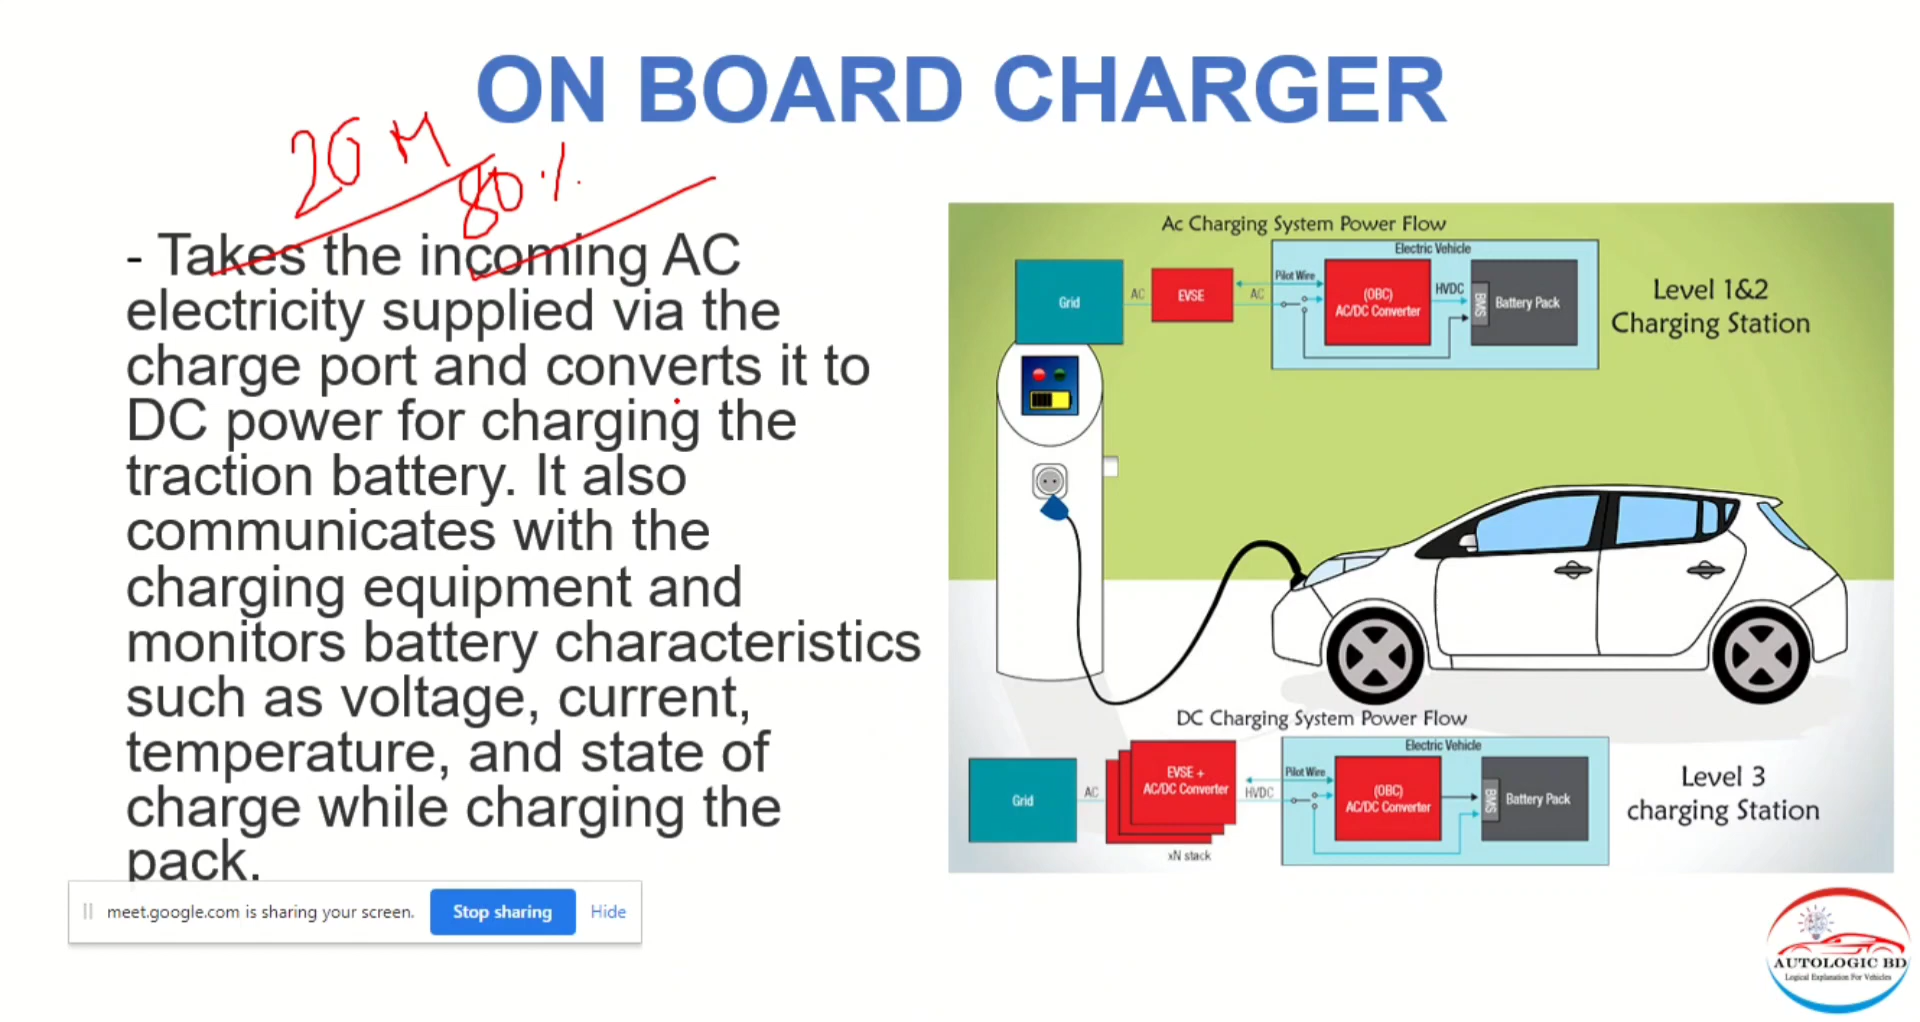 ON BOARD CHARGER
20 M
80 %
- Takes the incoming AC
electricity supplied via the
charge port and converts it to
DC power for charging the
traction battery. It also
communicates with the
charging equipment and
monitors battery characteristics
such as voltage, current,
temperature, and state of
charge while charging the
pack.
Ac Charging System Power Flow
Electric Vehicle
Grid
AC
EVSE
AC
Pilot Wire
(OBC)
AC/DC Converter
HVDC
BMS
Battery Pack
Level 1&2
Charging Station
DC Charging System Power Flow
Electric Vehicle
Grid
AC
EVSE +
AC/DC Converter
xN stack
HVDC
Pilot Wire
(OBC)
AC/DC Converter
BMS
Battery Pack
Level 3
charging Station
meet.google.com is sharing your screen.
Stop sharing
Hide
AUTOLOGIC BD
Logical Explanation For Vehicles